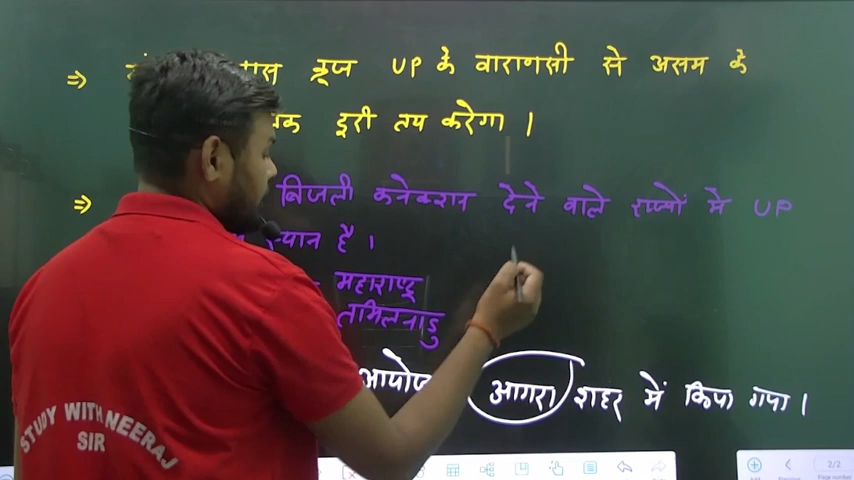 ⇒ क्रूज UP के वाराणसी से असम के
दूरी तय करेगा ।
⇒ बिजली कनेक्शन देने वाले राज्यों में UP
स्थान है ।
महाराष्ट्र
तमिलनाडु
आगरा शहर में किया गया ।
STUDY WITH NEERAJ
SIR
2/2